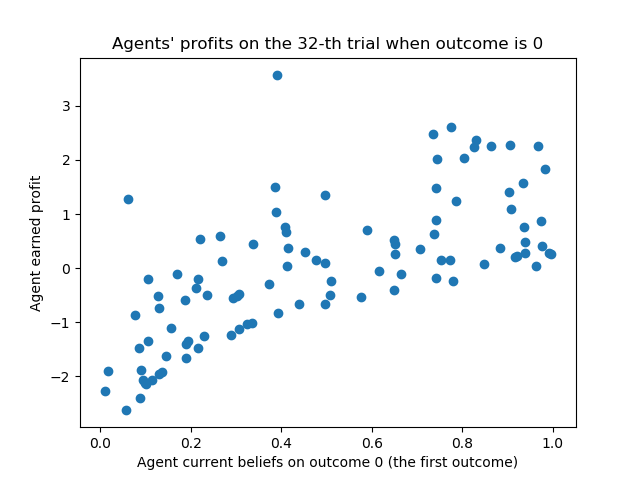 Agents' profits on the 32-th trial when outcome is 0
Agent earned profit
3
2
1
0
−1
−2
0.0 0.2 0.4 0.6 0.8 1.0
Agent current beliefs on outcome 0 (the first outcome)